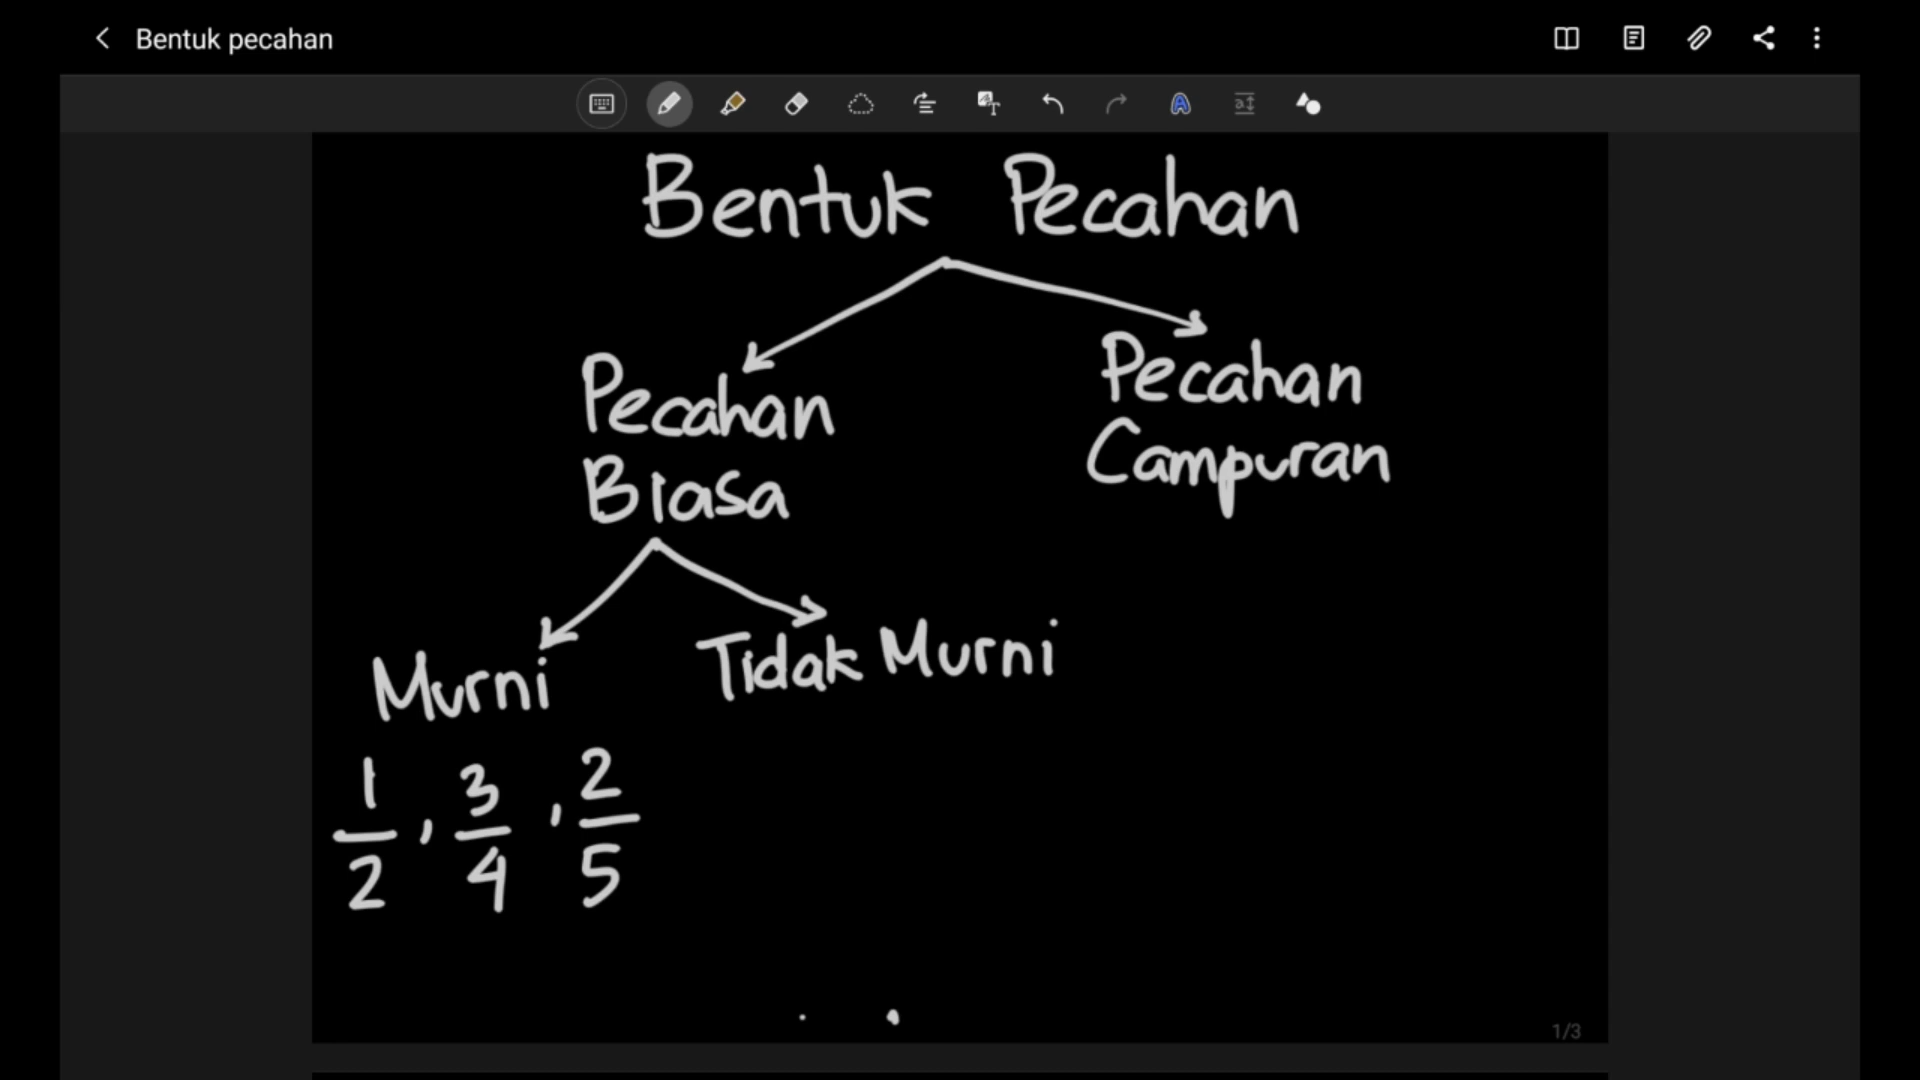 Bentuk pecahan
Bentuk Pecahan
Pecahan
Biasa
Pecahan
Campuran
Murni
Tidak Murni
1/2 , 3/4 , 2/5
1/3